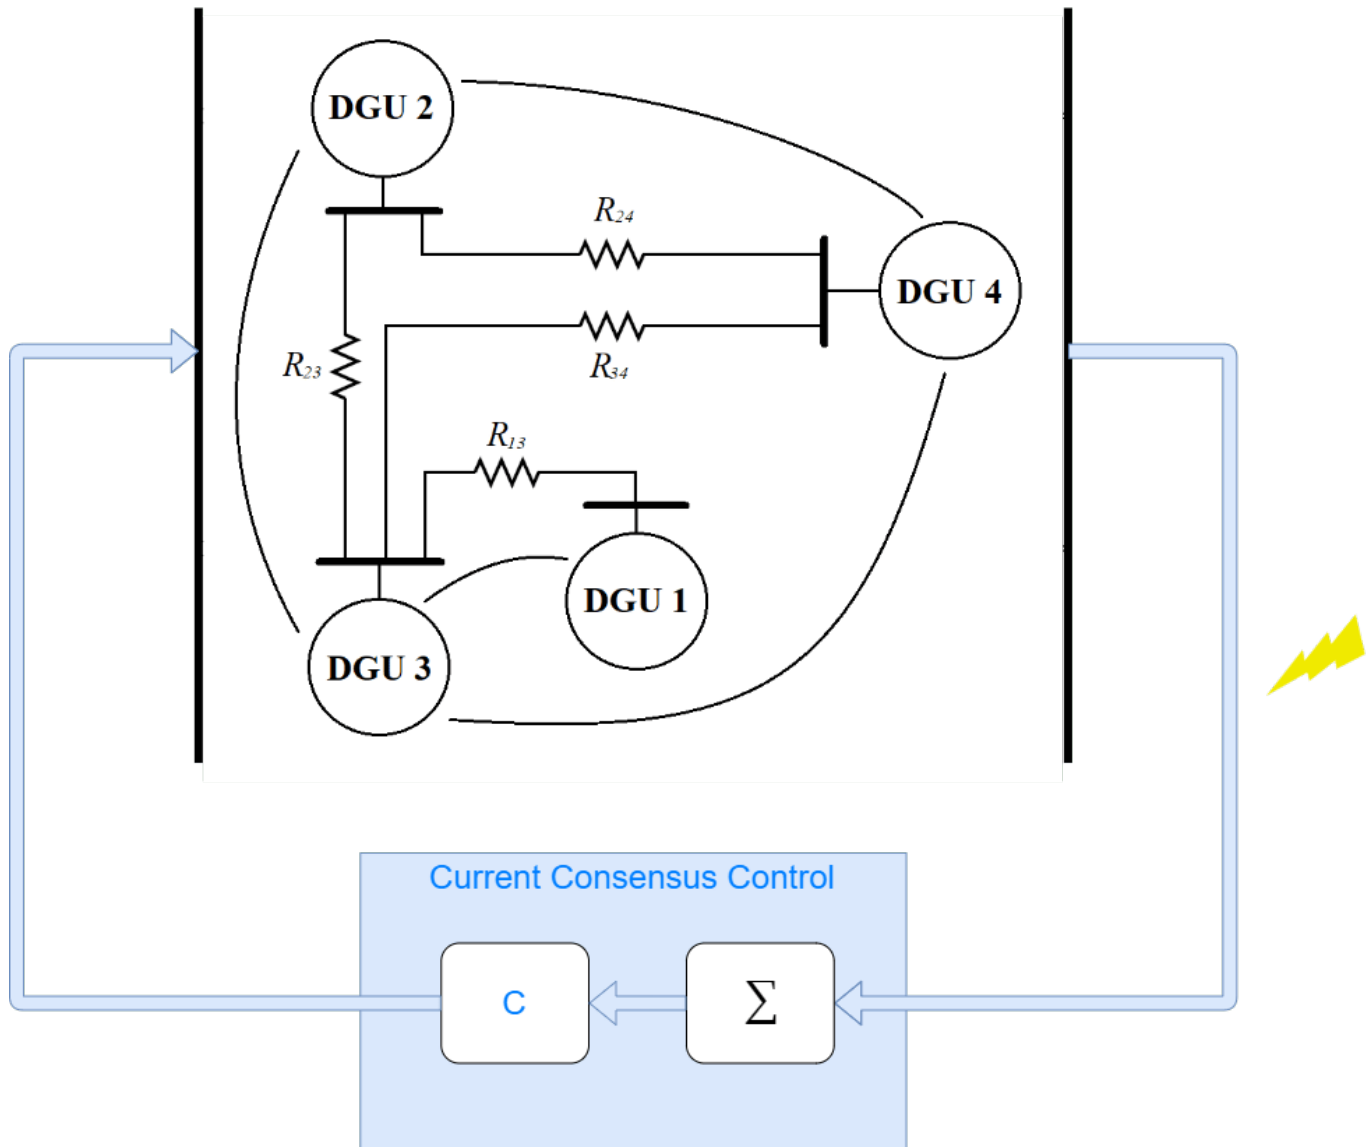 DGU 2
R24
DGU 4
R23
R34
R13
DGU 1
DGU 3
Current Consensus Control
C
∑